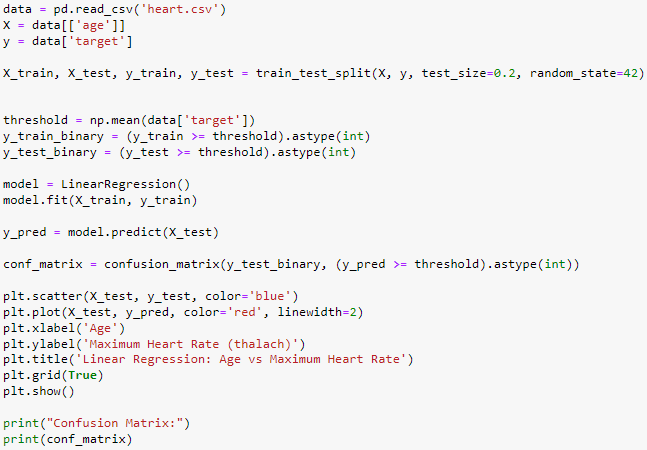 data = pd.read_csv('heart.csv')
X = data[['age']]
y = data['target']
X_train, X_test, y_train, y_test = train_test_split(X, y, test_size=0.2, random_state=42)
threshold = np.mean(data['target'])
y_train_binary = (y_train >= threshold).astype(int)
y_test_binary = (y_test >= threshold).astype(int)
model = LinearRegression()
model.fit(X_train, y_train)
y_pred = model.predict(X_test)
conf_matrix = confusion_matrix(y_test_binary, (y_pred >= threshold).astype(int))
plt.scatter(X_test, y_test, color='blue')
plt.plot(X_test, y_pred, color='red', linewidth=2)
plt.xlabel('Age')
plt.ylabel('Maximum Heart Rate (thalach)')
plt.title('Linear Regression: Age vs Maximum Heart Rate')
plt.grid(True)
plt.show()
print("Confusion Matrix:")
print(conf_matrix)